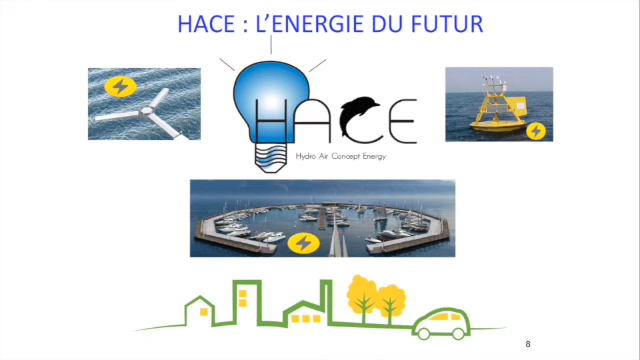 HACE : L’ENERGIE DU FUTUR
HACE
Hydro Air Concept Energy
8